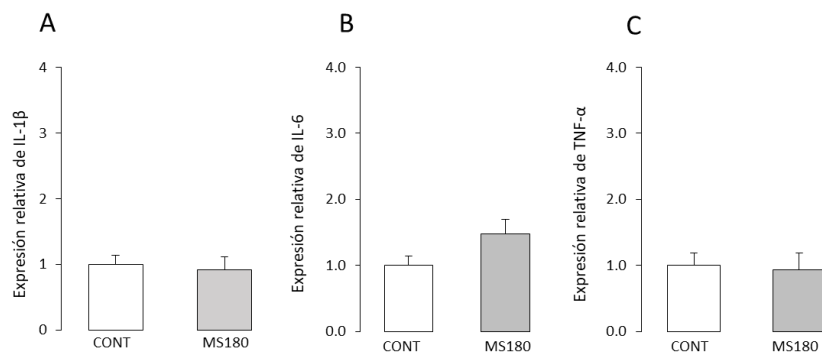 A
Expresión relativa de IL-1β
4
3
2
1
0
CONT
MS180
B
Expresión relativa de IL-6
4.0
3.0
2.0
1.0
0.0
CONT
MS180
C
Expresión relativa de TNF-α
4.0
3.0
2.0
1.0
0.0
CONT
MS180